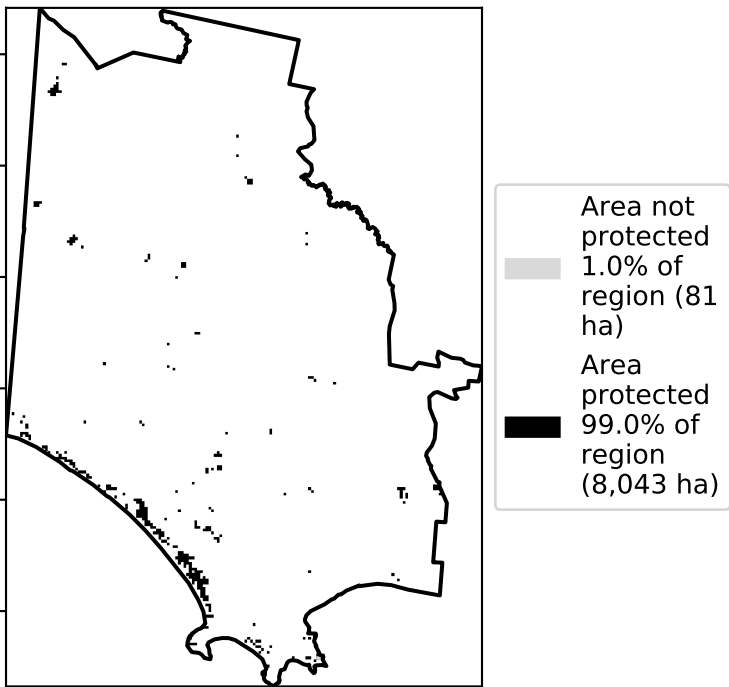 Area not
protected
1.0% of
region (81
ha)
Area
protected
99.0% of
region
(8,043 ha)